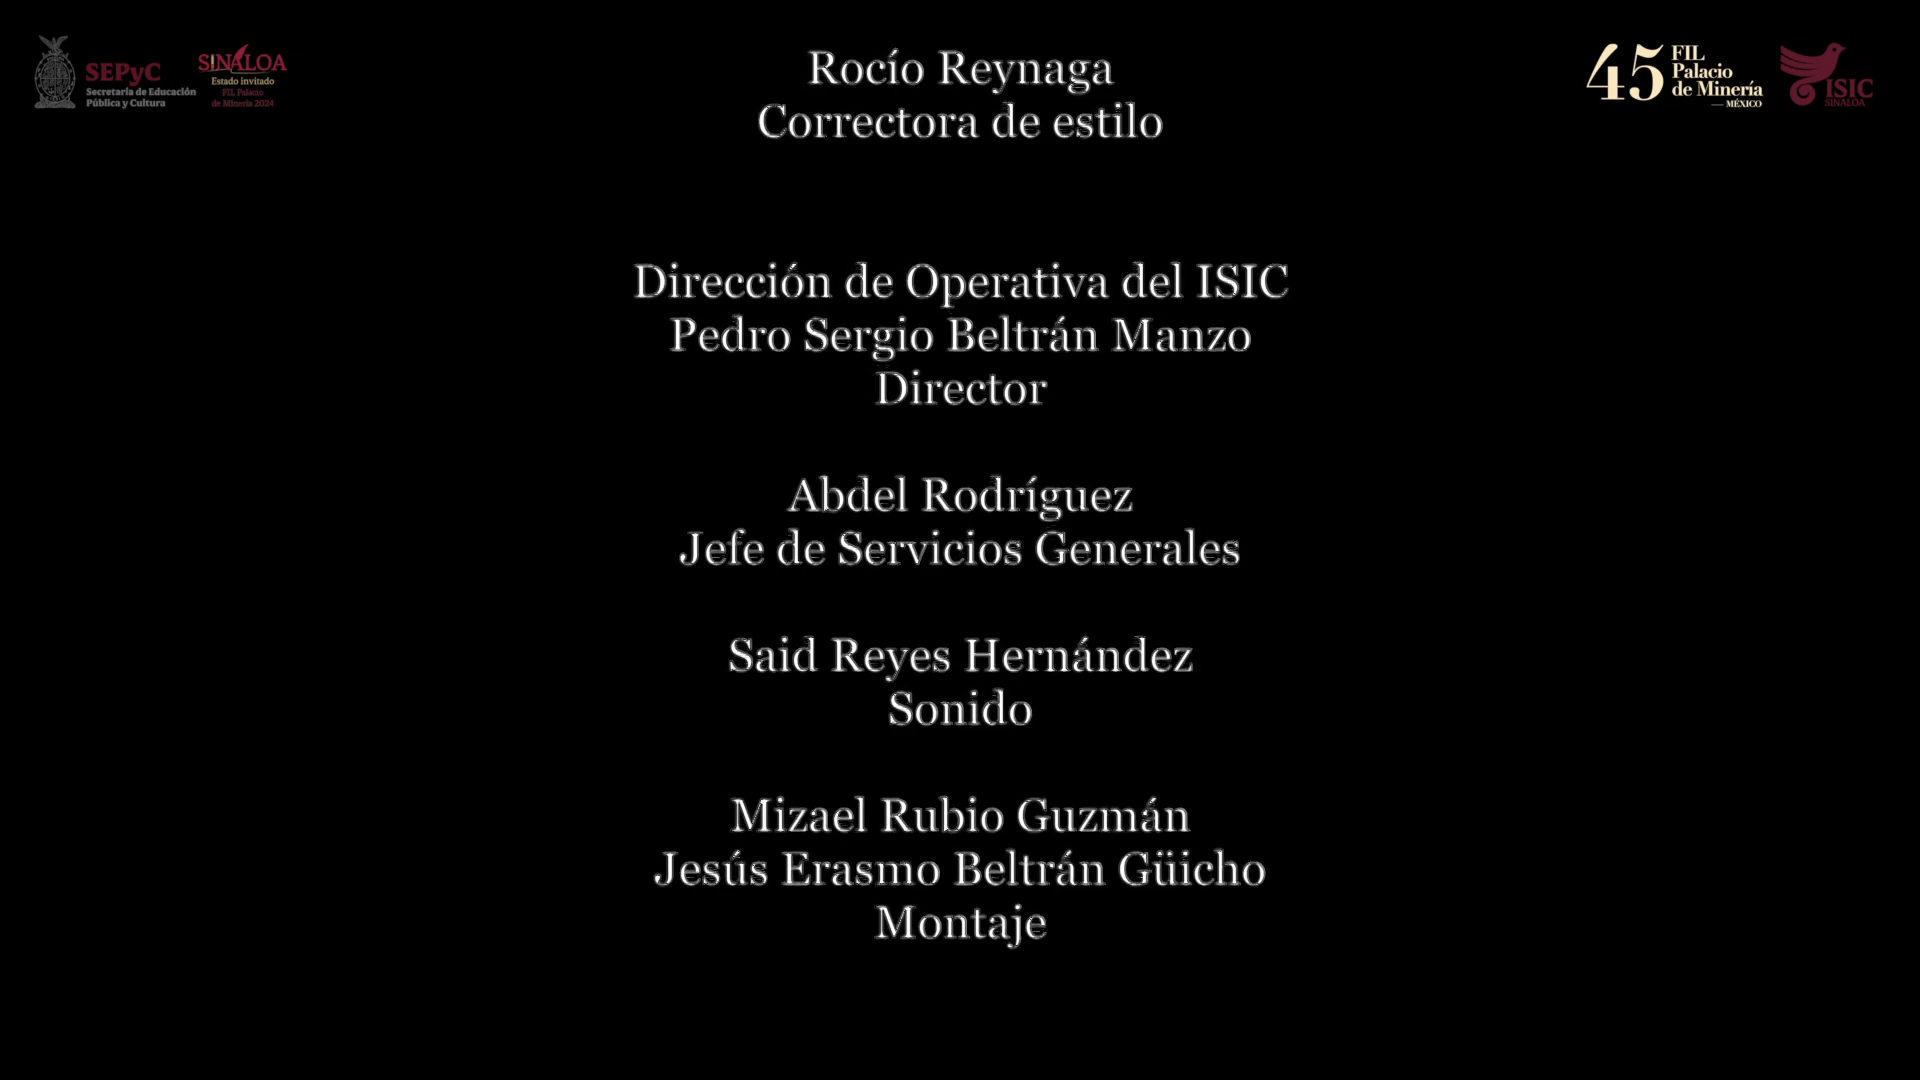 SEPyC
Secretaría de Educación
Pública y Cultura
SINALOA
Estado invitado
FIL Palacio
de Minería 2024
45 FIL
Palacio
de Minería
MÉXICO
ISIC
SINALOA
Rocío Reynaga
Correctora de estilo
Dirección de Operativa del ISIC
Pedro Sergio Beltrán Manzo
Director
Abdel Rodríguez
Jefe de Servicios Generales
Said Reyes Hernández
Sonido
Mizael Rubio Guzmán
Jesús Erasmo Beltrán Güicho
Montaje